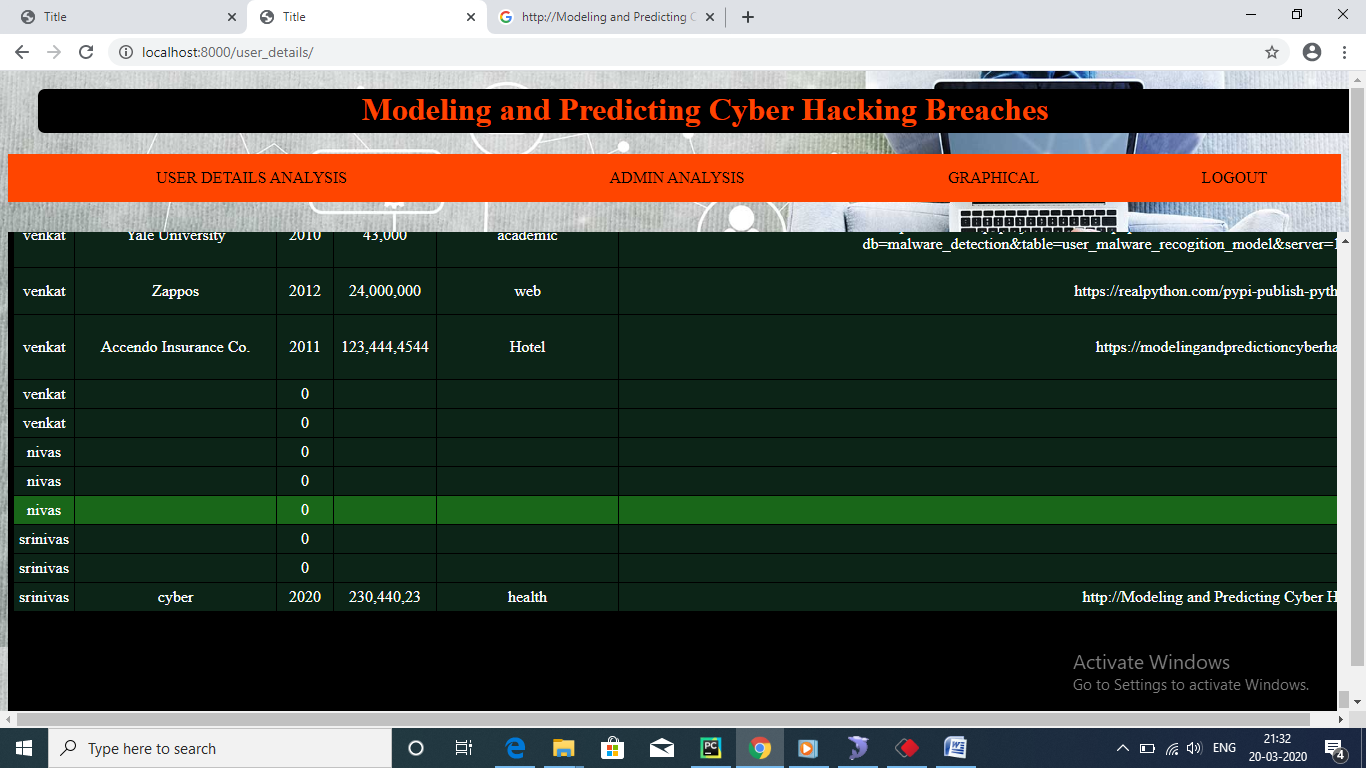 Title
Title
http://Modeling and Predicting C
localhost:8000/user_details/
Modeling and Predicting Cyber Hacking Breaches
USER DETAILS ANALYSIS ADMIN ANALYSIS GRAPHICAL LOGOUT
venkat Yale University 2010 43,000 academic
db=malware_detection&table=user_malware_recogition_model&server=1
venkat Zappos 2012 24,000,000 web https://realpython.com/pypi-publish-pyth
venkat Accendo Insurance Co. 2011 123,444,4544 Hotel https://modelingandpredictioncyberha
venkat 0
venkat 0
nivas 0
nivas 0
nivas 0
srinivas 0
srinivas 0
srinivas cyber 2020 230,440,23 health http://Modeling and Predicting Cyber H
Activate Windows
Go to Settings to activate Windows.
Type here to search
ENG
21:32
20-03-2020
4